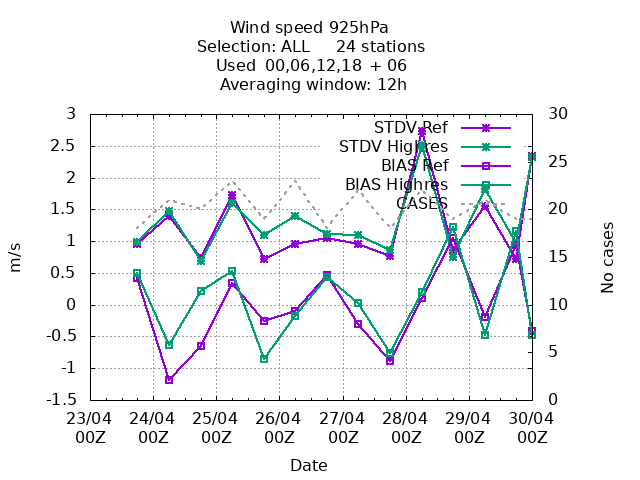 Wind speed 925hPa
Selection: ALL 24 stations
Used 00,06,12,18 + 06
Averaging window: 12h
3
2.5
2
1.5
1
0.5
0
-0.5
-1
-1.5
m/s
30
25
20
15
10
5
0
No cases
STDV Ref
STDV Highres
BIAS Ref
BIAS Highres
CASES
23/04 24/04 25/04 26/04 27/04 28/04 29/04 30/04
00Z 00Z 00Z 00Z 00Z 00Z 00Z 00Z
Date